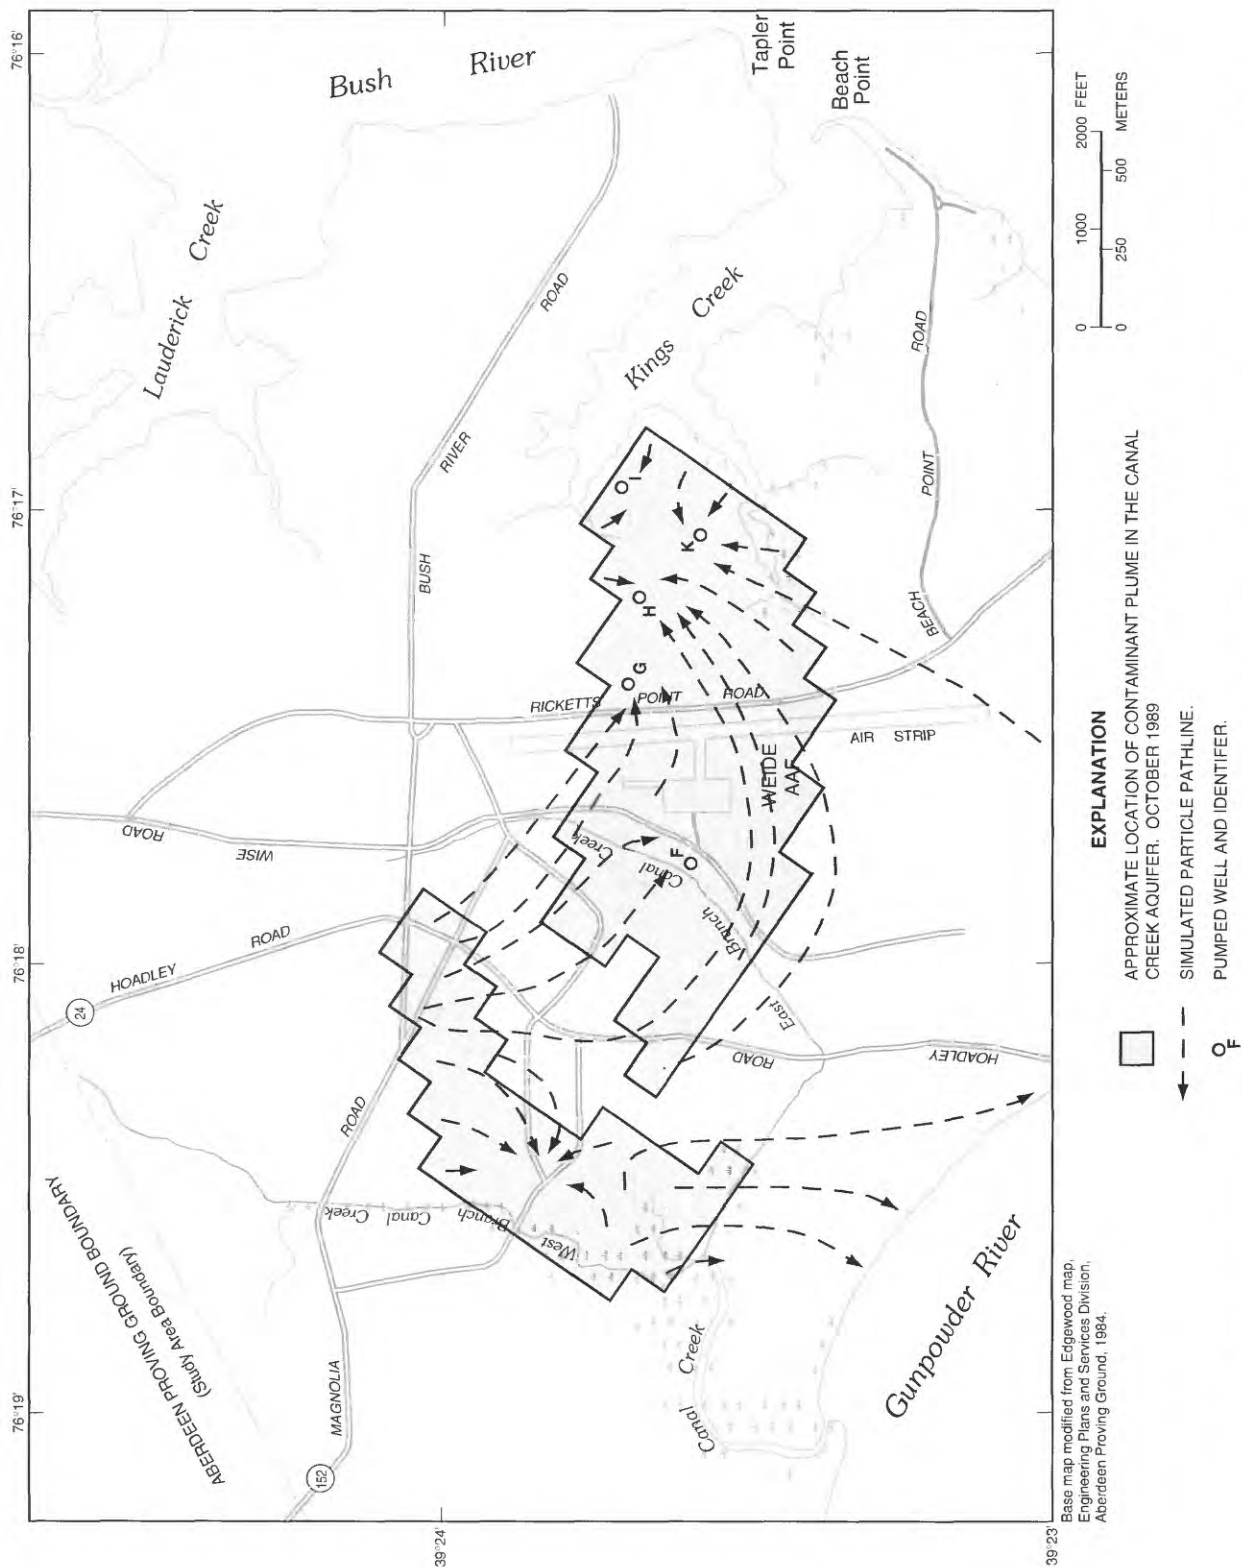 76°19'
76°18'
76°17'
76°16'
39°24'
39°23'
ABERDEEN PROVING GROUND BOUNDARY
(Study Area Boundary)
152
MAGNOLIA
ROAD
24
HOADLEY
ROAD
WISE
ROAD
Lauderick
Creek
Bush
River
BUSH
RIVER
ROAD
West
Branch
Canal
Creek
Creek
Canal
Branch
East
HOADLEY
ROAD
RICKETTS
POINT
ROAD
WEIDE
AAF
AIR STRIP
F
G
H
I
K
Kings
Creek
Tapler
Point
Beach
Point
BEACH
POINT
ROAD
Canal
Creek
Gunpowder River
Base map modified from Edgewood map,
Engineering Plans and Services Division,
Aberdeen Proving Ground, 1984.
0 1000 2000 FEET
0 250 500 METERS
EXPLANATION
APPROXIMATE LOCATION OF CONTAMINANT PLUME IN THE CANAL
CREEK AQUIFER. OCTOBER 1989
SIMULATED PARTICLE PATHLINE.
F PUMPED WELL AND IDENTIFER.